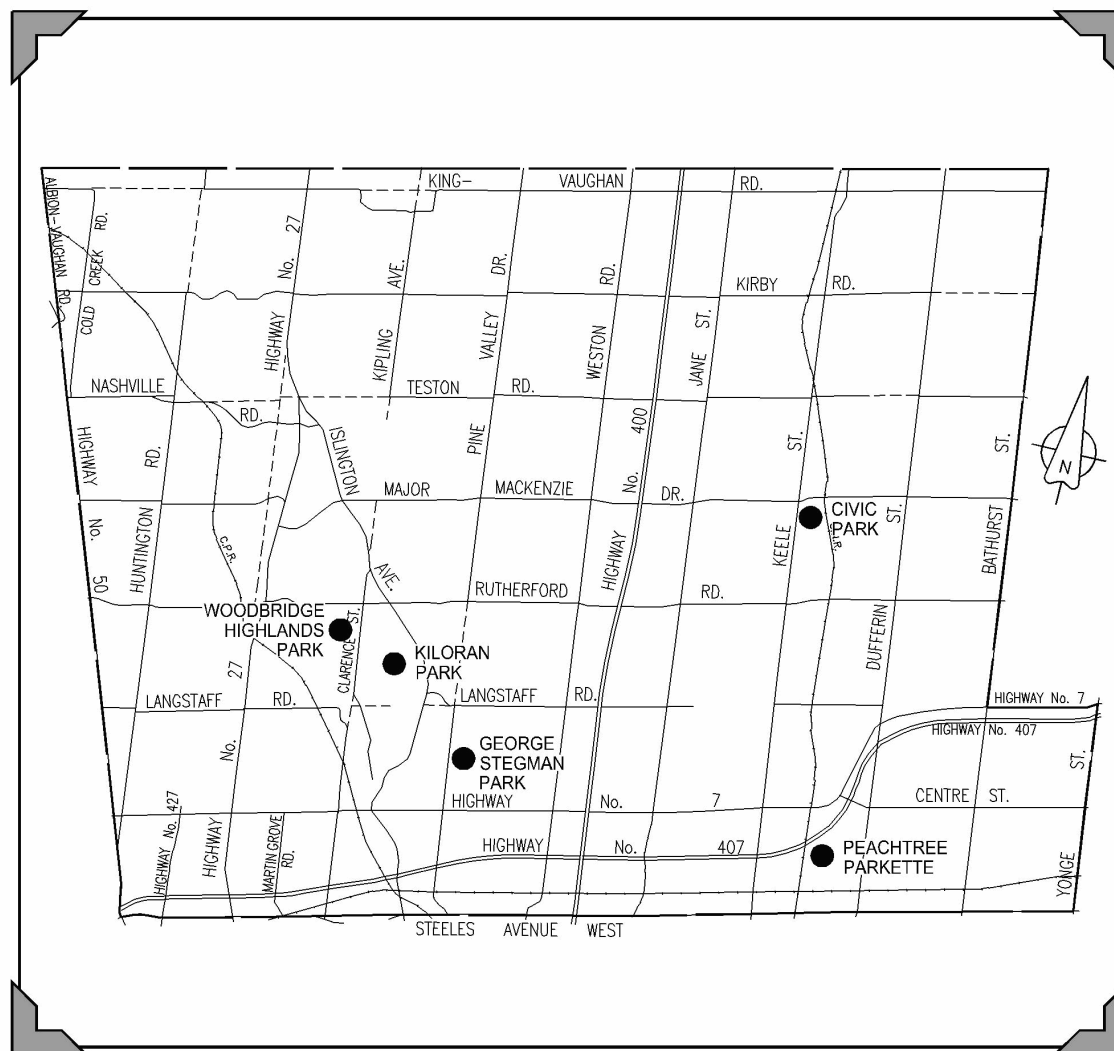 KING-
VAUGHAN
RD.
ALBION-VAUGHAN RD.
COLD
CREEK
RD.
HIGHWAY
No.
27
KIPLING
AVE.
PINE
VALLEY
DR.
WESTON
RD.
JANE
ST.
KIRBY
RD.
NASHVILLE
RD.
TESTON
RD.
HIGHWAY
No.
50
HUNTINGTON
RD.
C.P.R.
ISLINGTON
AVE.
MAJOR
MACKENZIE
DR.
HIGHWAY
No.
400
KEELE
ST.
CIVIC
PARK
DUFFERIN
ST.
BATHURST
ST.
N
RUTHERFORD
RD.
WOODBRIDGE
HIGHLANDS
PARK
CLARENCE
ST.
KILORAN
PARK
LANGSTAFF
RD.
LANGSTAFF
RD.
HIGHWAY
No.
27
HIGHWAY No. 7
HIGHWAY No. 407
GEORGE
STEGMAN
PARK
HIGHWAY
No.
7
CENTRE
ST.
HIGHWAY No. 427
MARTIN GROVE
RD.
HIGHWAY
No.
407
PEACHTREE
PARKETTE
YONGE
ST.
STEELES
AVENUE
WEST